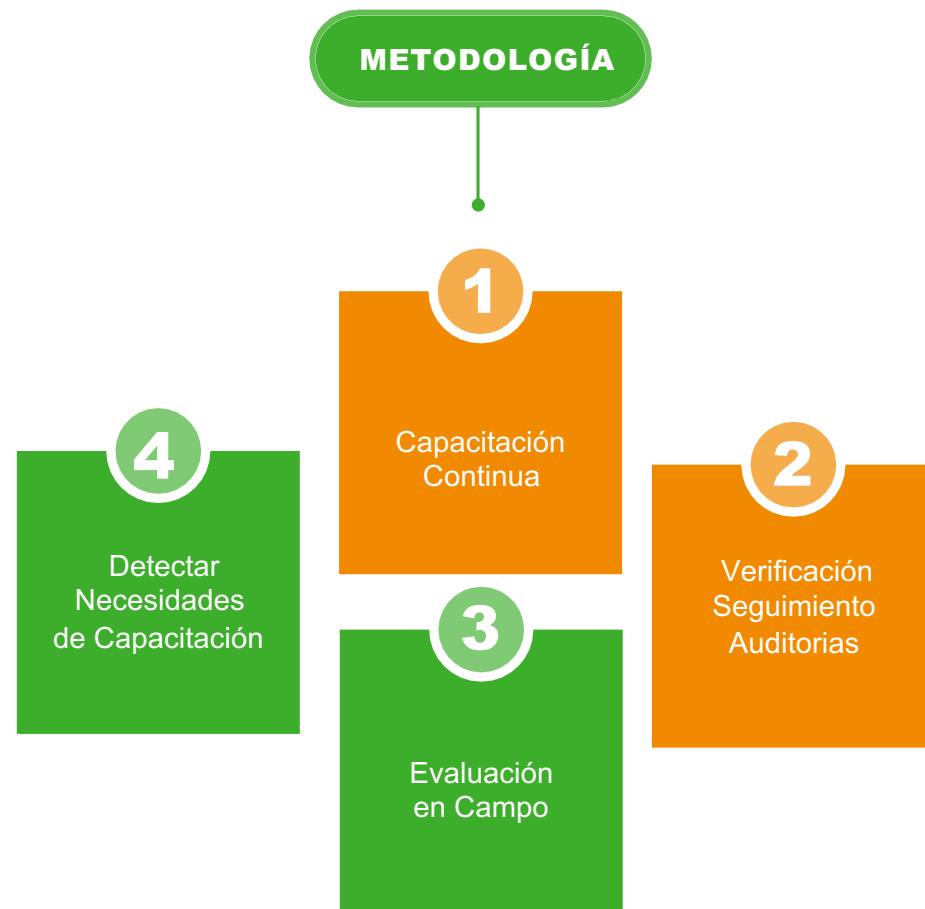 METODOLOGÍA
1
Capacitación
Continua
2
Verificación
Seguimiento
Auditorias
3
Evaluación
en Campo
4
Detectar
Necesidades
de Capacitación